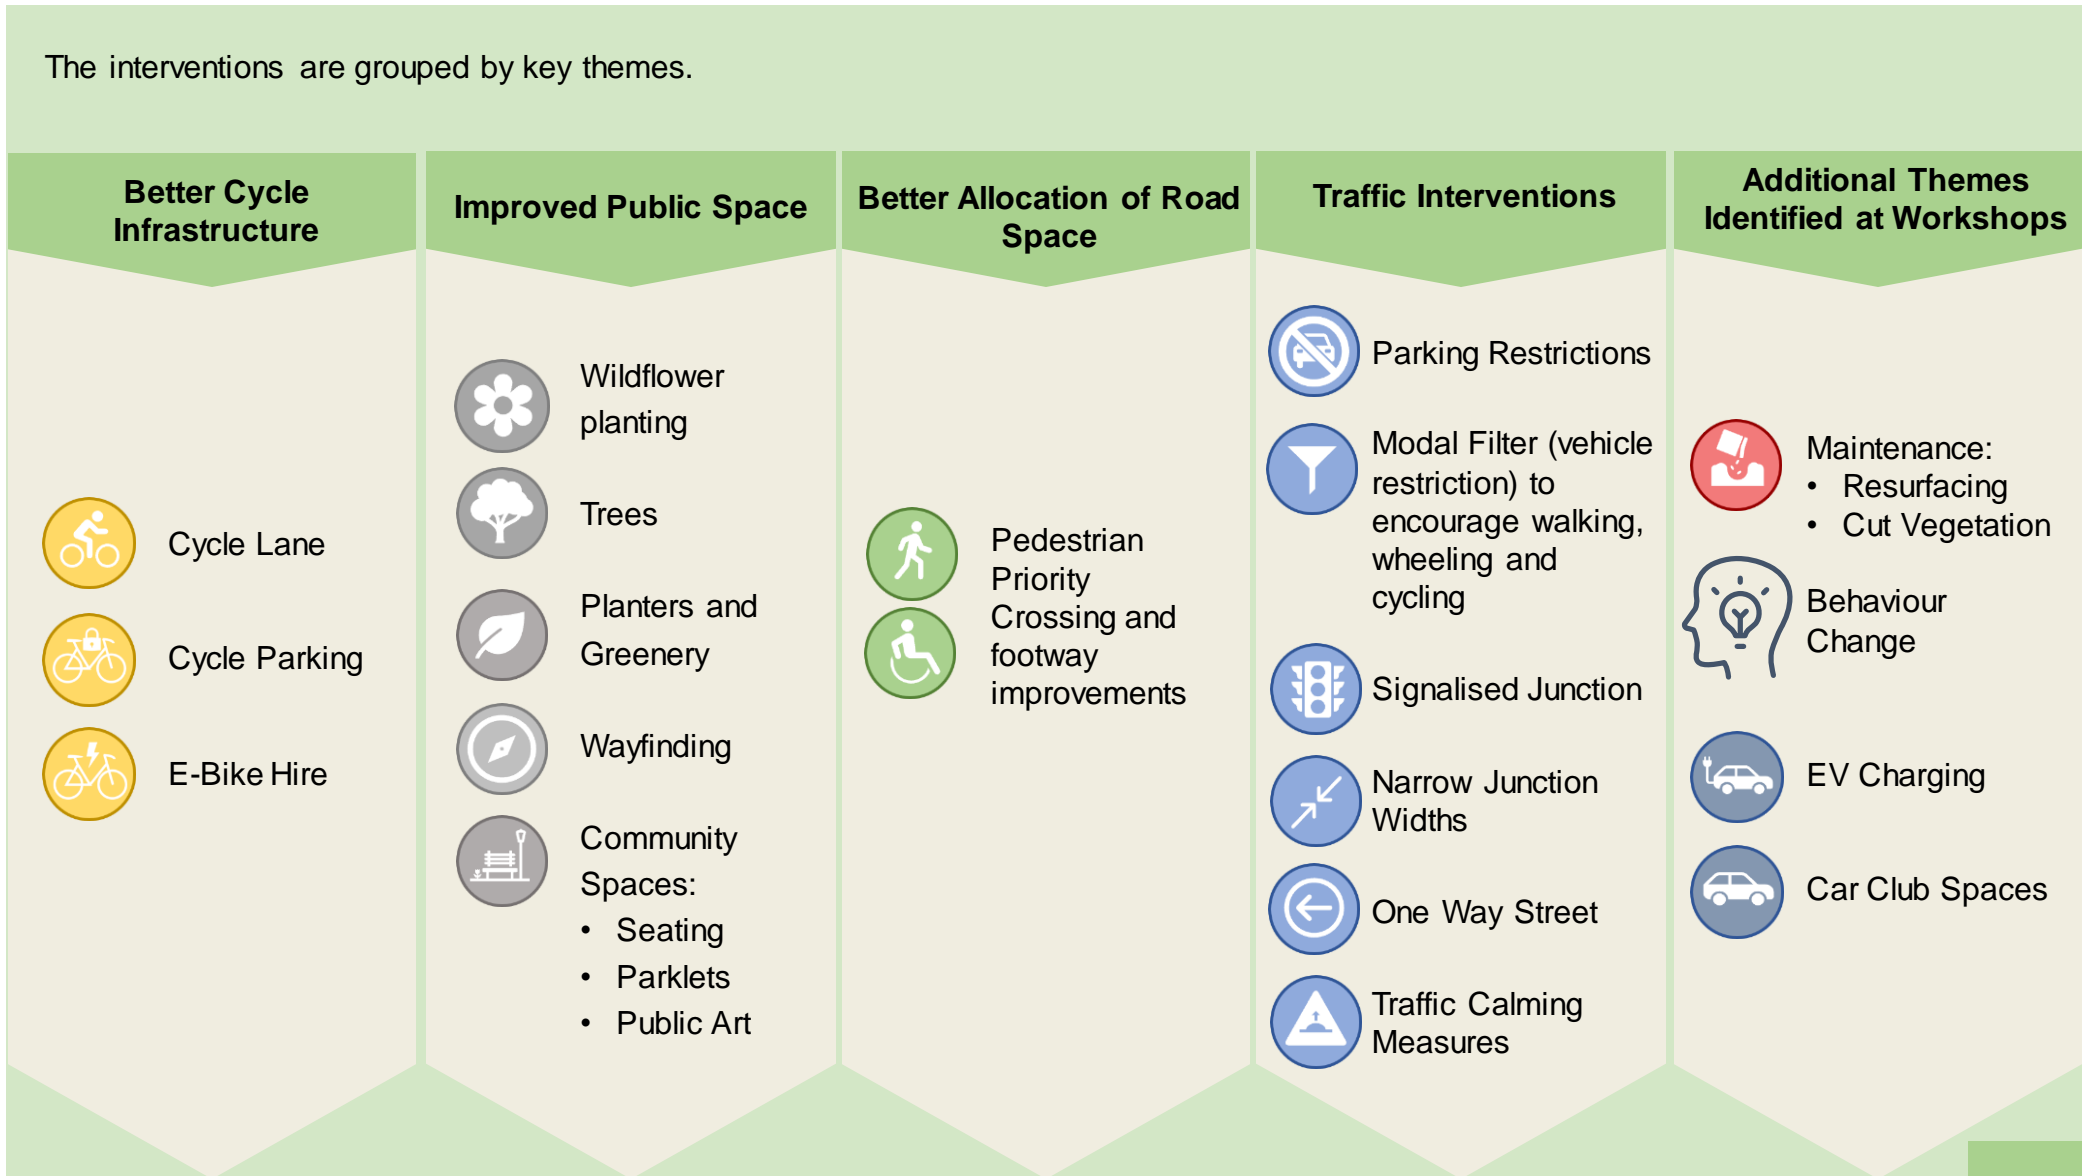 The interventions are grouped by key themes.
Better Cycle
Infrastructure
Cycle Lane
Cycle Parking
E-Bike Hire
Improved Public Space
Wildflower
planting
Trees
Planters and
Greenery
Wayfinding
Community
Spaces:
• Seating
• Parklets
• Public Art
Better Allocation of Road
Space
Pedestrian
Priority
Crossing and
footway
improvements
Traffic Interventions
Parking Restrictions
Modal Filter (vehicle
restriction) to
encourage walking,
wheeling and
cycling
Signalised Junction
Narrow Junction
Widths
One Way Street
Traffic Calming
Measures
Additional Themes
Identified at Workshops
Maintenance:
• Resurfacing
• Cut Vegetation
Behaviour
Change
EV Charging
Car Club Spaces